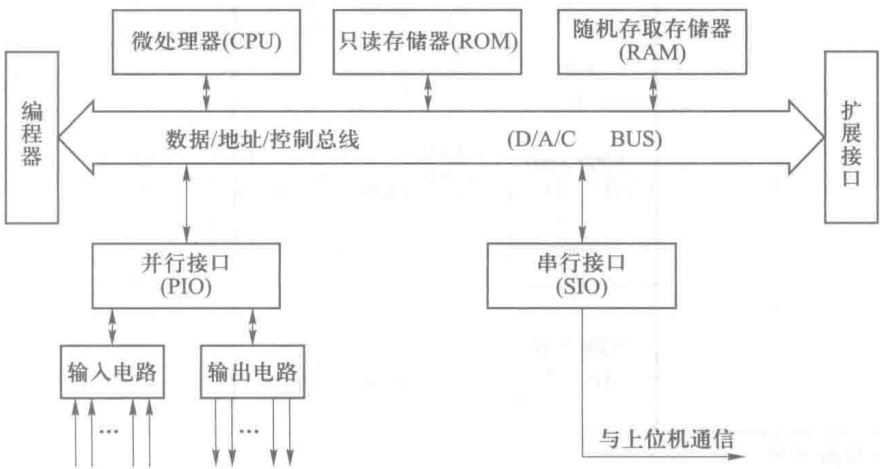 微处理器(CPU)
只读存储器(ROM)
随机存取存储器
(RAM)
编程器
数据/地址/控制总线 (D/A/C BUS)
扩展接口
并行接口
(PIO)
串行接口
(SIO)
输入电路
输出电路
...
...
与上位机通信